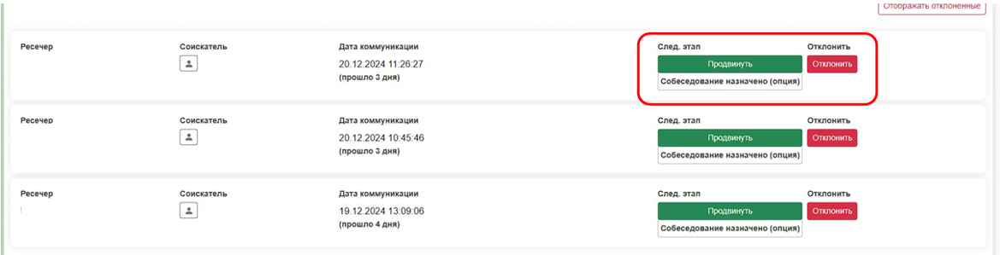 Отображать отклоненные
Ресечер Соискатель Дата коммуникации След. этап Отклонить
20.12.2024 11:26:27 Продвинуть Отклонить
(прошло 3 дня) Собеседование назначено (опция)
Ресечер Соискатель Дата коммуникации След. этап Отклонить
20.12.2024 10:45:46 Продвинуть Отклонить
(прошло 3 дня) Собеседование назначено (опция)
Ресечер Соискатель Дата коммуникации След. этап Отклонить
19.12.2024 13:09:06 Продвинуть Отклонить
(прошло 4 дня) Собеседование назначено (опция)